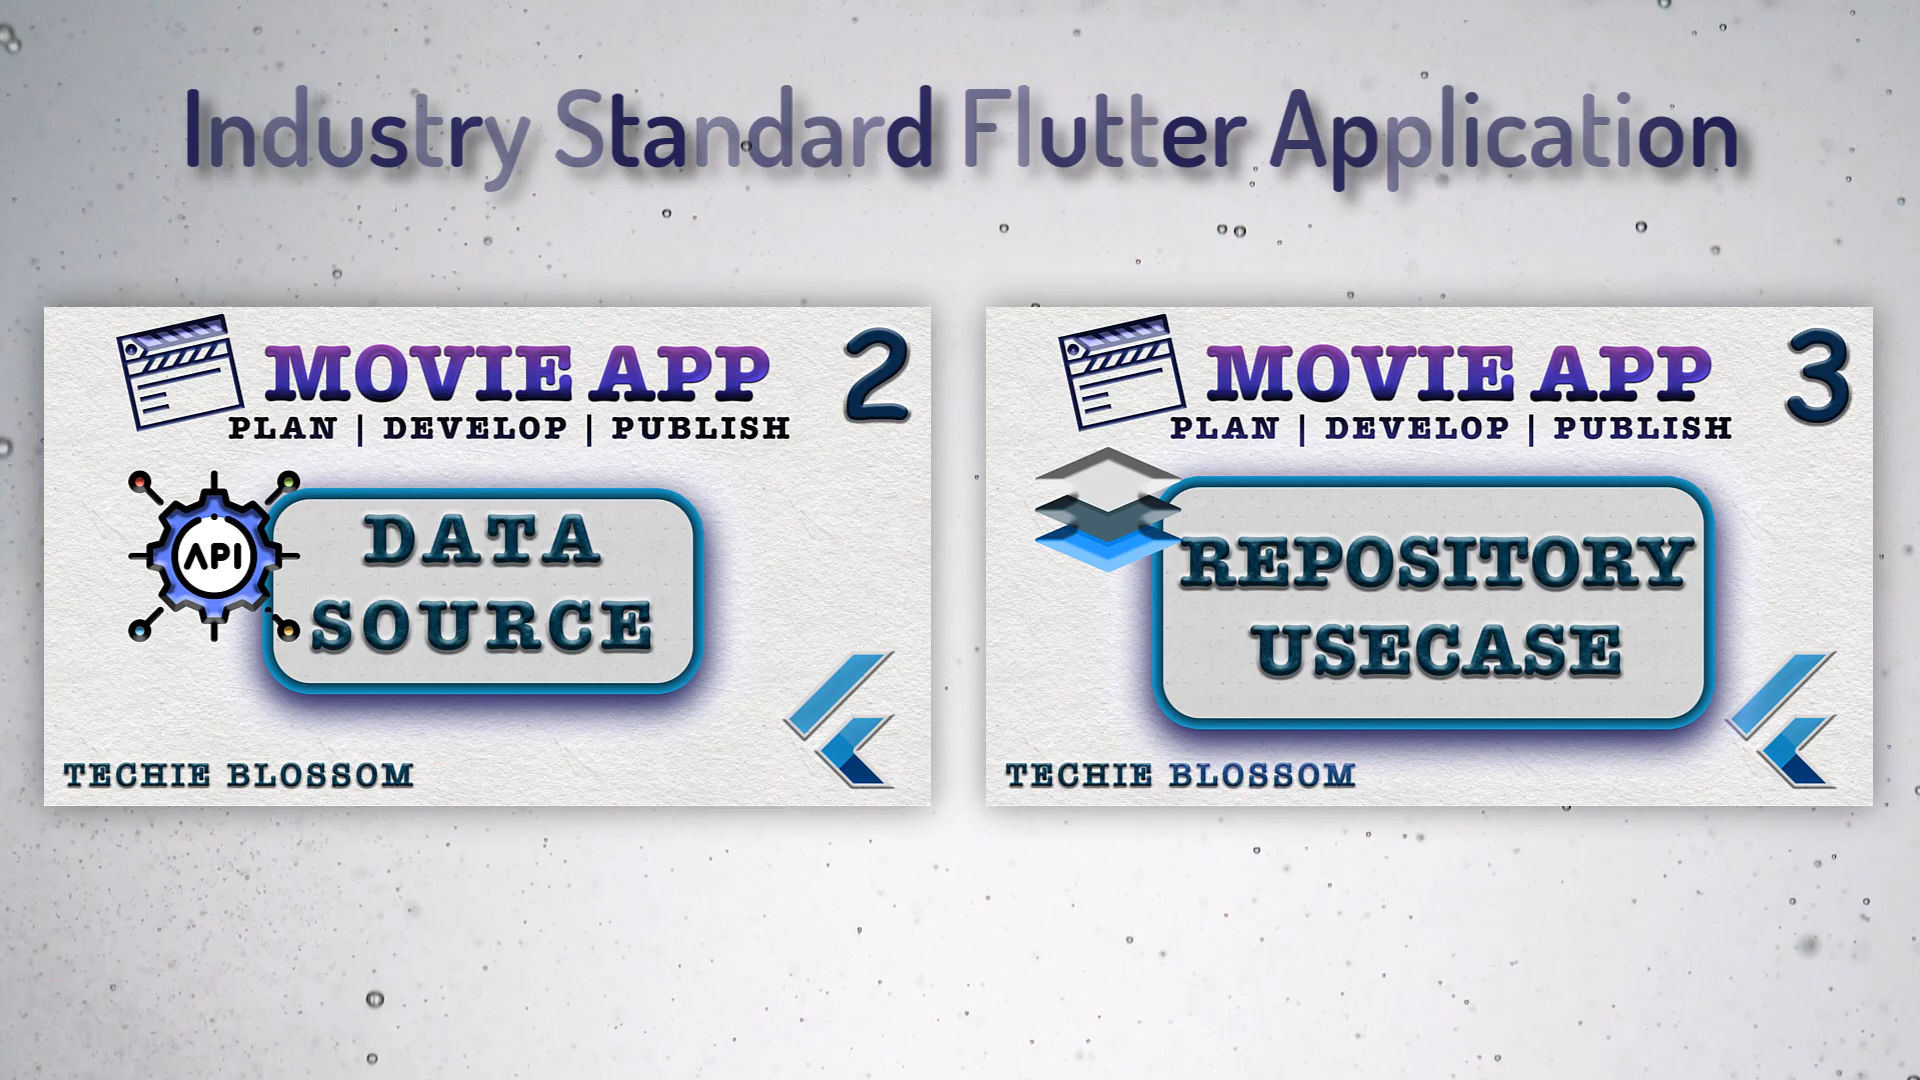 Industry Standard Flutter Application
MOVIE APP
2
PLAN | DEVELOP | PUBLISH
API
DATA
SOURCE
TECHIE BLOSSOM
MOVIE APP
3
PLAN | DEVELOP | PUBLISH
REPOSITORY
USECASE
TECHIE BLOSSOM